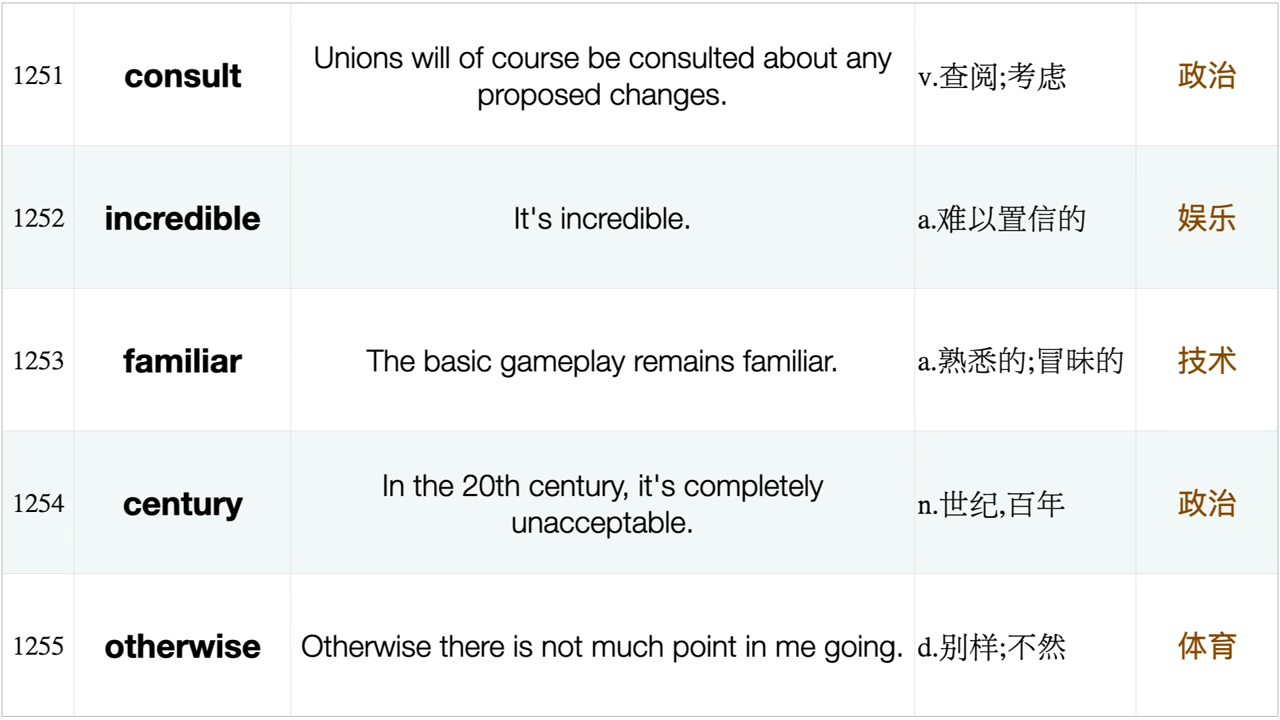 1251 consult Unions will of course be consulted about any v.查阅;考虑 政治
proposed changes.
1252 incredible It's incredible. a.难以置信的 娱乐
1253 familiar The basic gameplay remains familiar. a.熟悉的;冒昧的 技术
1254 century In the 20th century, it's completely n.世纪,百年 政治
unacceptable.
1255 otherwise Otherwise there is not much point in me going. d.别样;不然 体育